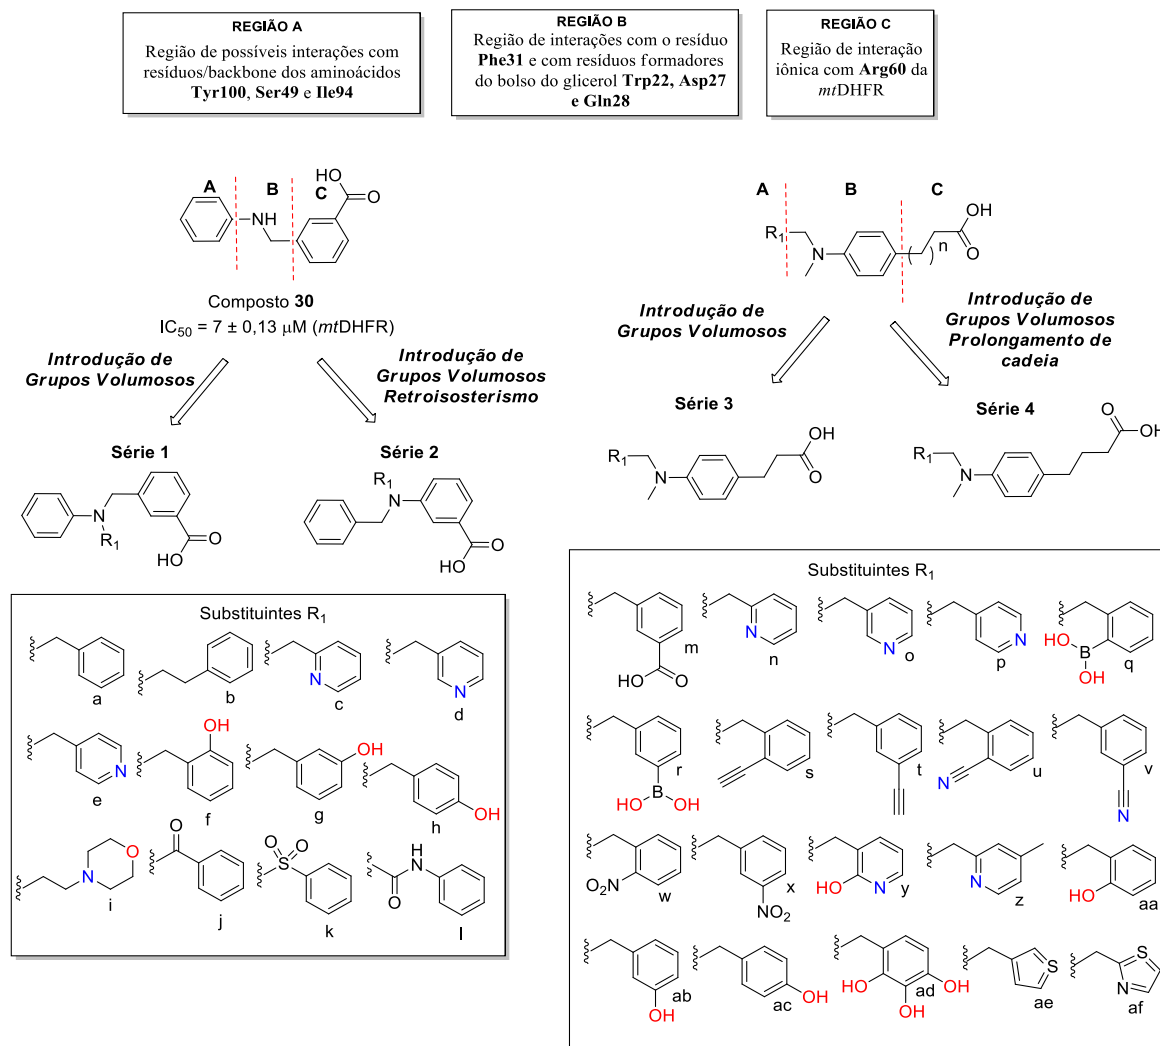 REGIÃO A
Região de possíveis interações com
resíduos/backbone dos aminoácidos
Tyr100, Ser49 e Ile94
REGIÃO B
Região de interações com o resíduo
Phe31 e com resíduos formadores
do bolso do glicerol Trp22, Asp27
e Gln28
REGIÃO C
Região de interação
iônica com Arg60 da
mtDHFR
A B C
HO
O
NH
Composto 30
IC50 = 7 ± 0,13 μM (mtDHFR)
A B C
R1
N
n
OH
O
Introdução de
Grupos Volumosos
Introdução de
Grupos Volumosos
Retroisosterismo
Introdução de
Grupos Volumosos
Introdução de
Grupos Volumosos
Prolongamento de
cadeia
Série 1
N
R1
HO
O
Série 2
R1
N
HO
O
Série 3
R1
N
OH
O
Série 4
R1
N
O
OH
Substituintes R1
a
b
N
c
N
d
N
e
OH
f
OH
g
OH
h
O
N
i
O
j
O
S
O
k
H
N
O
l
Substituintes R1
HO
O
m
N
n
N
o
N
p
HO
B
OH
q
B
HO
OH
r
s
t
N
u
N
v
O2N
w
NO2
x
HO
N
y
N
z
HO
aa
OH
ab
OH
ac
HO
OH
OH
ad
S
ae
S
N
af